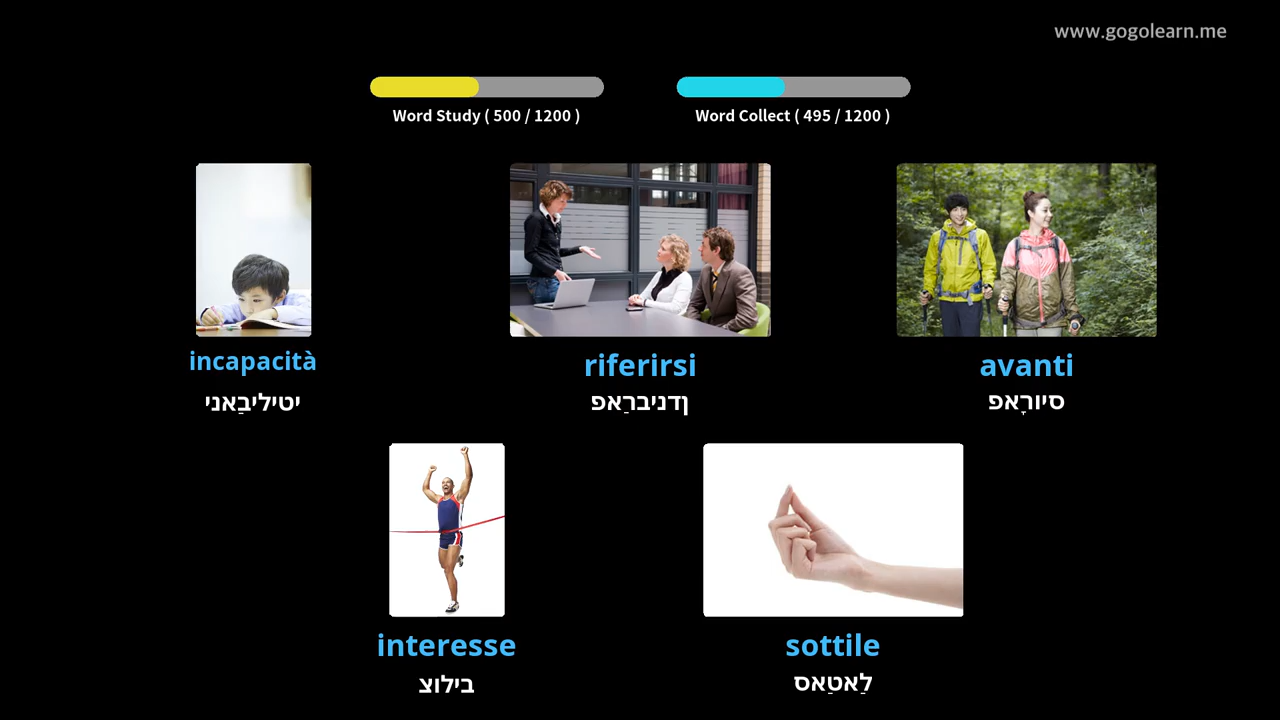 www.gogolearn.me
Word Study ( 500 / 1200 )
Word Collect ( 495 / 1200 )
incapacità
יטיליבַאני
riferirsi
ןדניברַאפ
avanti
סיורָאפ
interesse
בילוצ
sottile
לַאטַאס